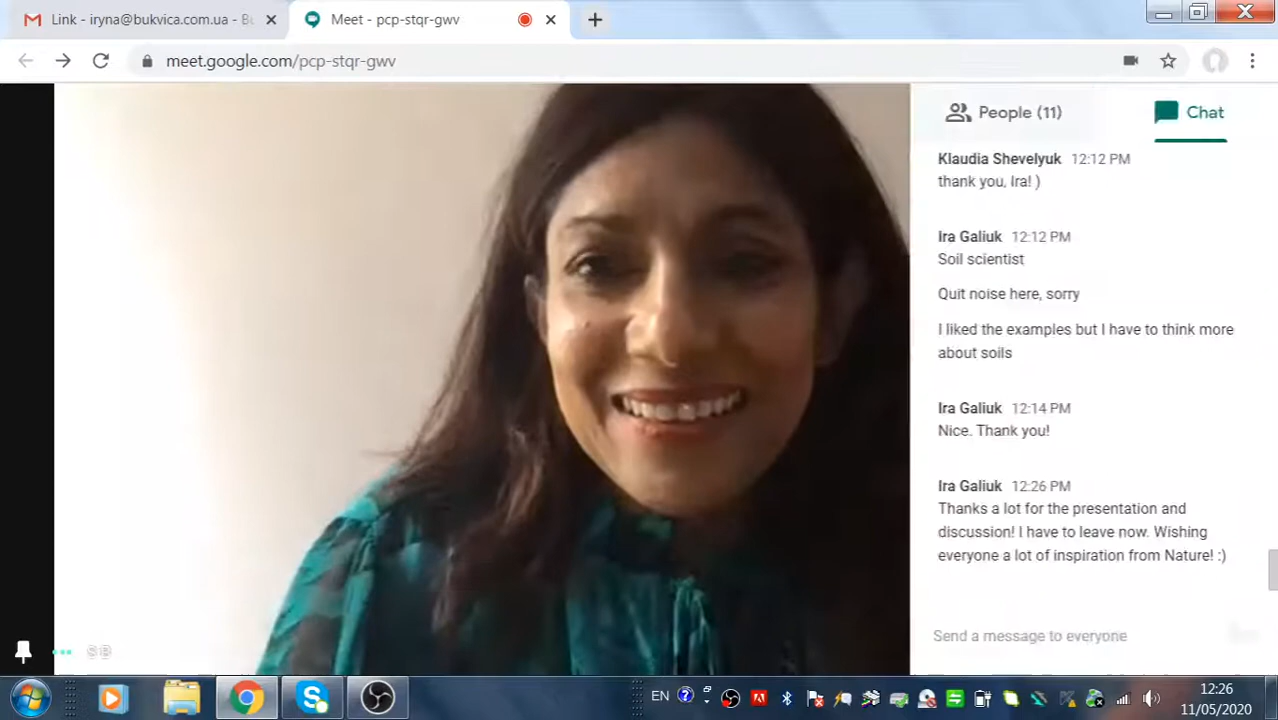 Link - iryna@bukvica.com.ua - Bu
Meet - pcp-stqr-gwv
meet.google.com/pcp-stqr-gwv
People (11)
Chat
Klaudia Shevelyuk 12:12 PM
thank you, Ira! )
Ira Galiuk 12:12 PM
Soil scientist
Quit noise here, sorry
I liked the examples but I have to think more
about soils
Ira Galiuk 12:14 PM
Nice. Thank you!
Ira Galiuk 12:26 PM
Thanks a lot for the presentation and
discussion! I have to leave now. Wishing
everyone a lot of inspiration from Nature! :)
Send a message to everyone
S B
EN
12:26
11/05/2020